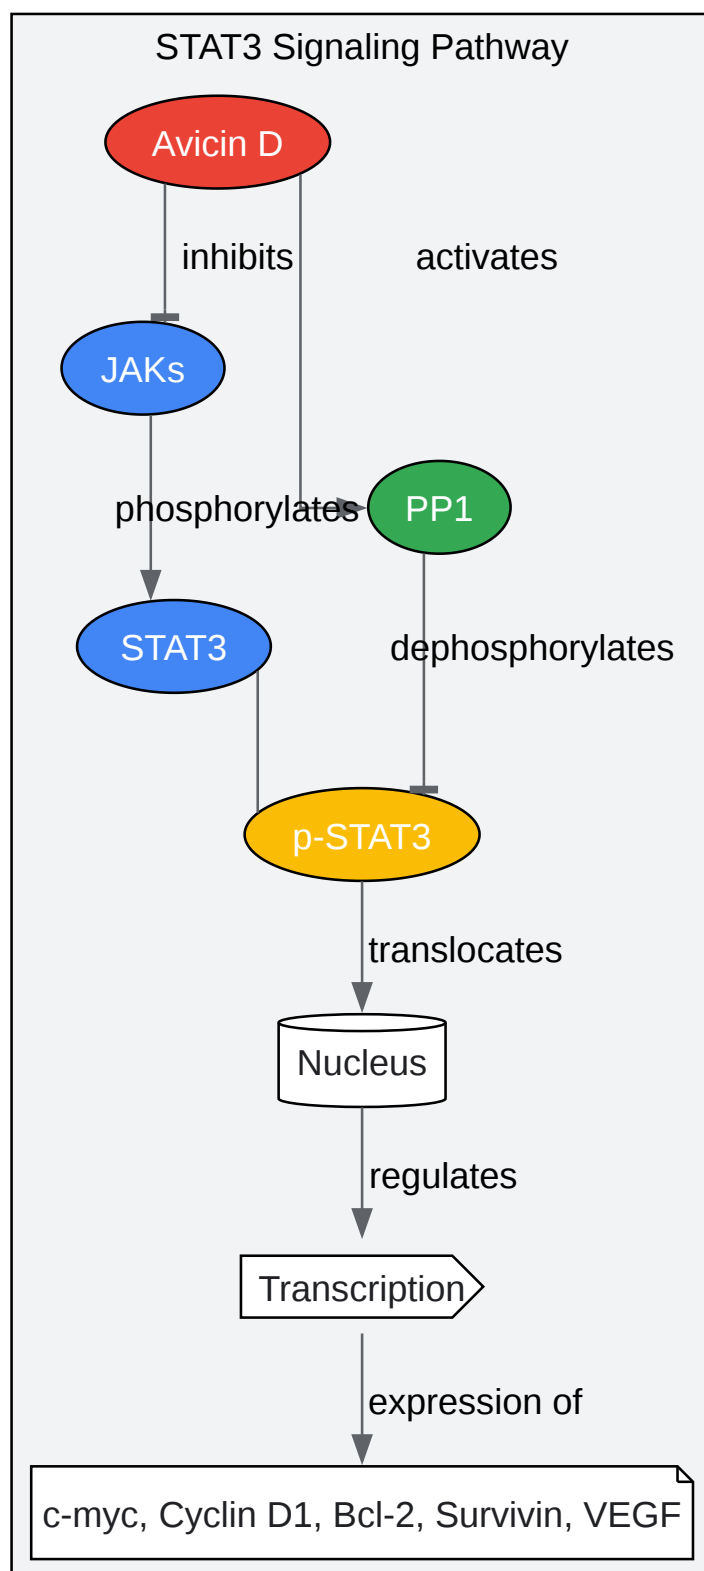 STAT3 Signaling Pathway
Avicin D
inhibits
activates
JAKs
phosphorylates
PP1
STAT3
dephosphorylates
p-STAT3
translocates
Nucleus
regulates
Transcription
expression of
c-myc, Cyclin D1, Bcl-2, Survivin, VEGF